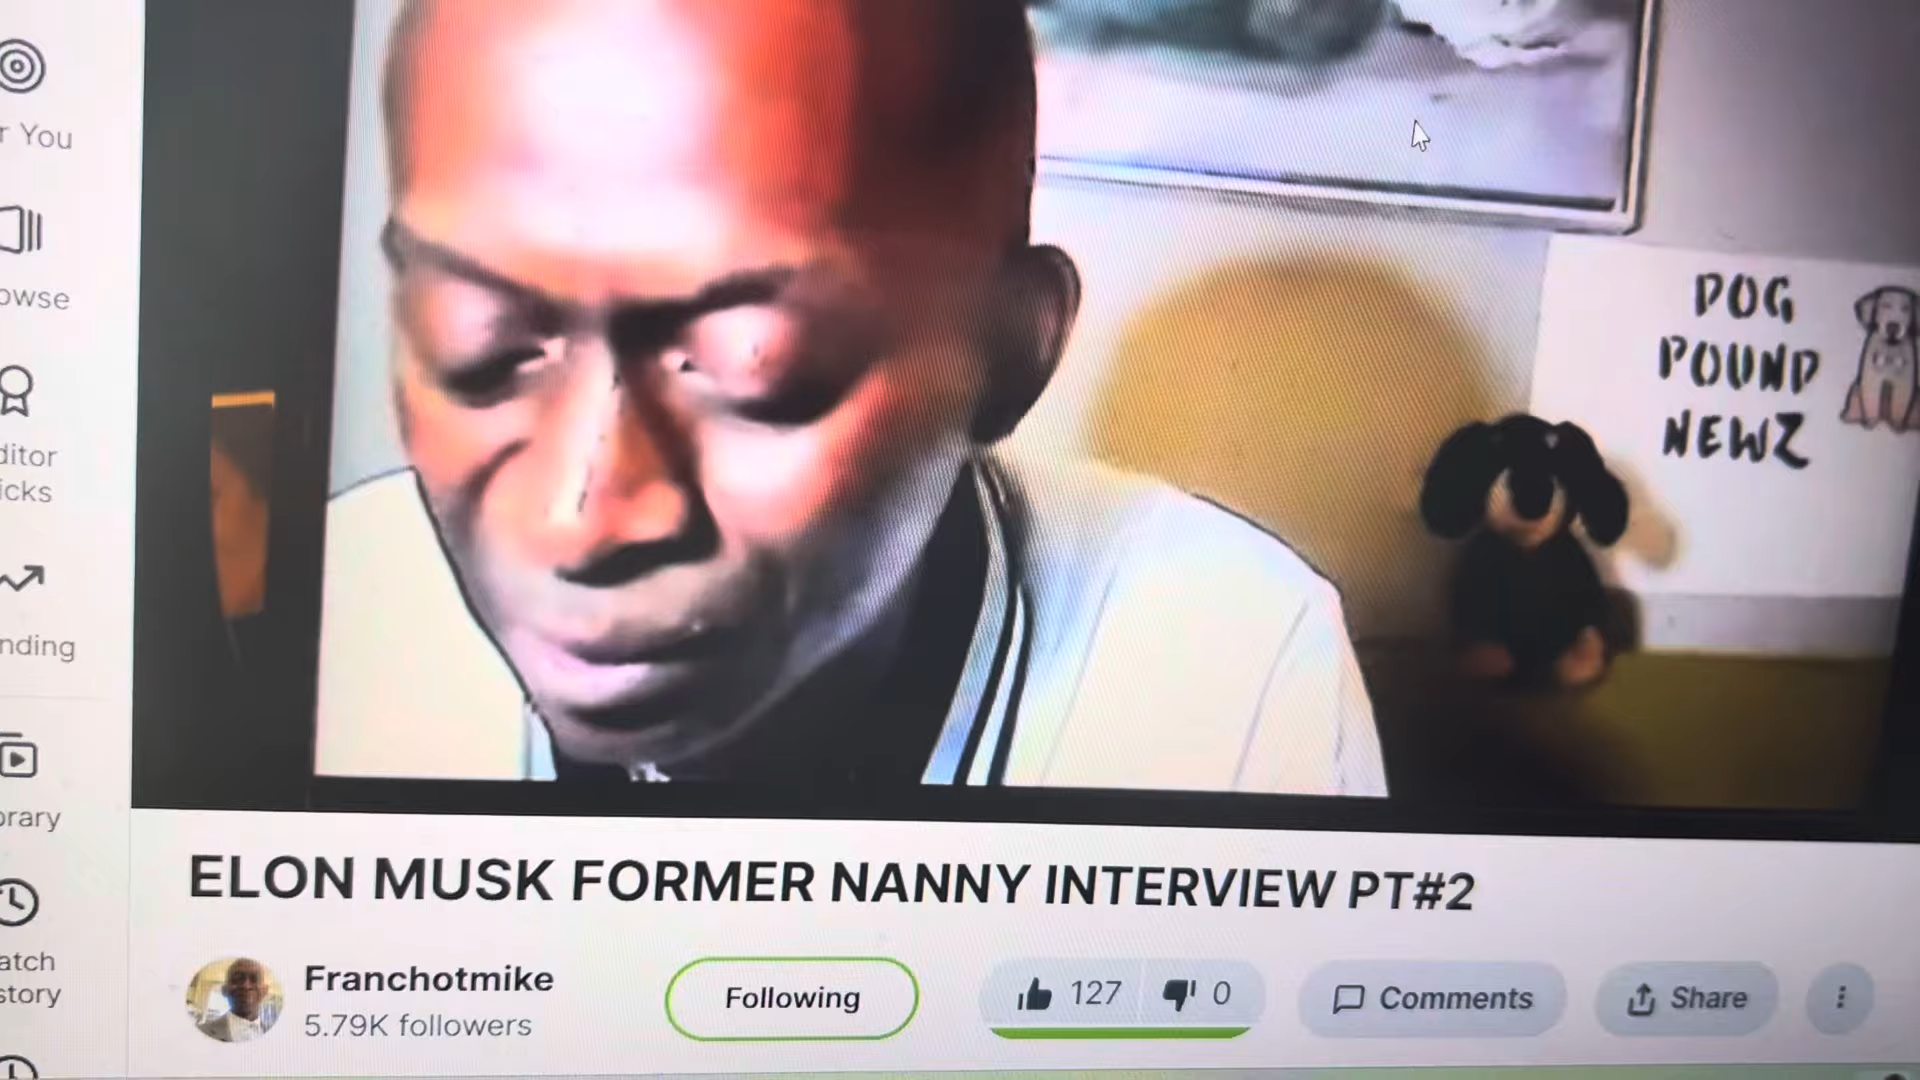 r You
owse
ditor
icks
nding
brary
atch
story
DOG
POUND
NEWZ
ELON MUSK FORMER NANNY INTERVIEW PT#2
Franchotmike
5.79K followers
Following
127
0
Comments
Share